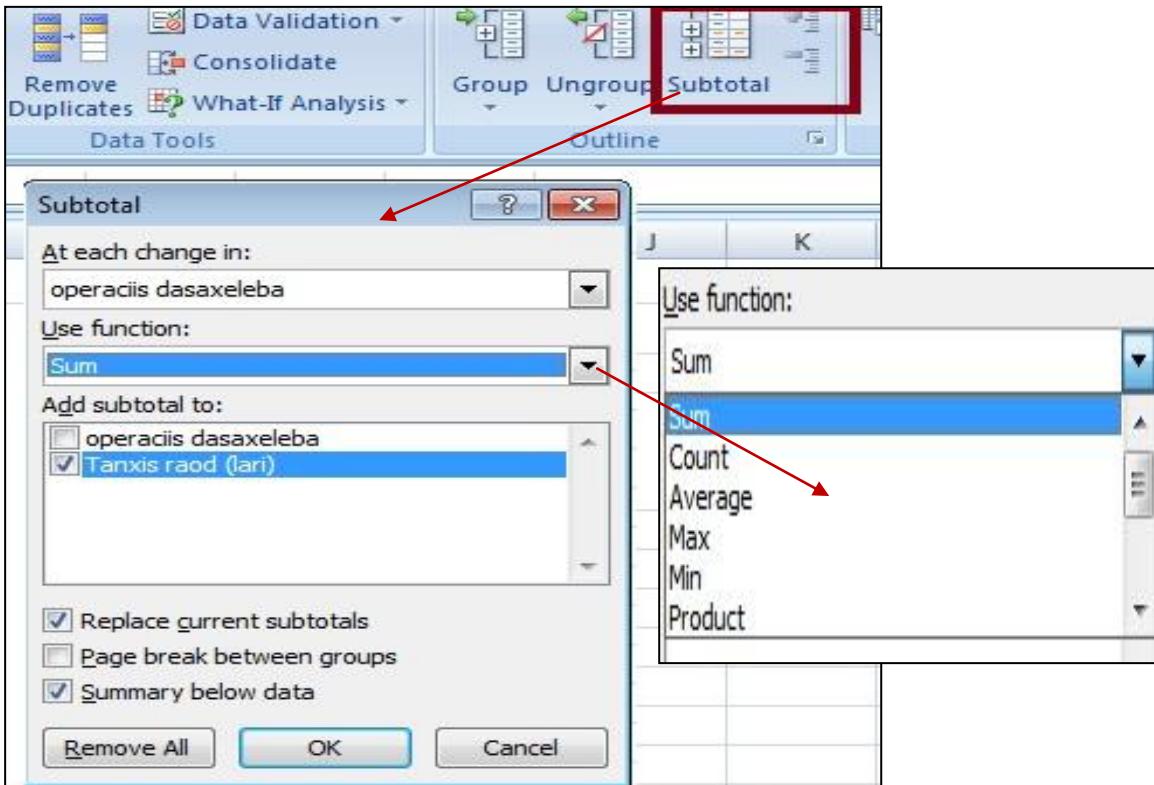 Data Validation
Consolidate
Remove Duplicates
What-If Analysis
Data Tools
Group
Ungroup
Subtotal
Outline
Subtotal
?
At each change in:
operaciis dasaxeleba
Use function:
Sum
Add subtotal to:
operaciis dasaxeleba
Tanxis raod (lari)
Replace current subtotals
Page break between groups
Summary below data
Remove All
OK
Cancel
J
K
Use function:
Sum
Sum
Count
Average
Max
Min
Product